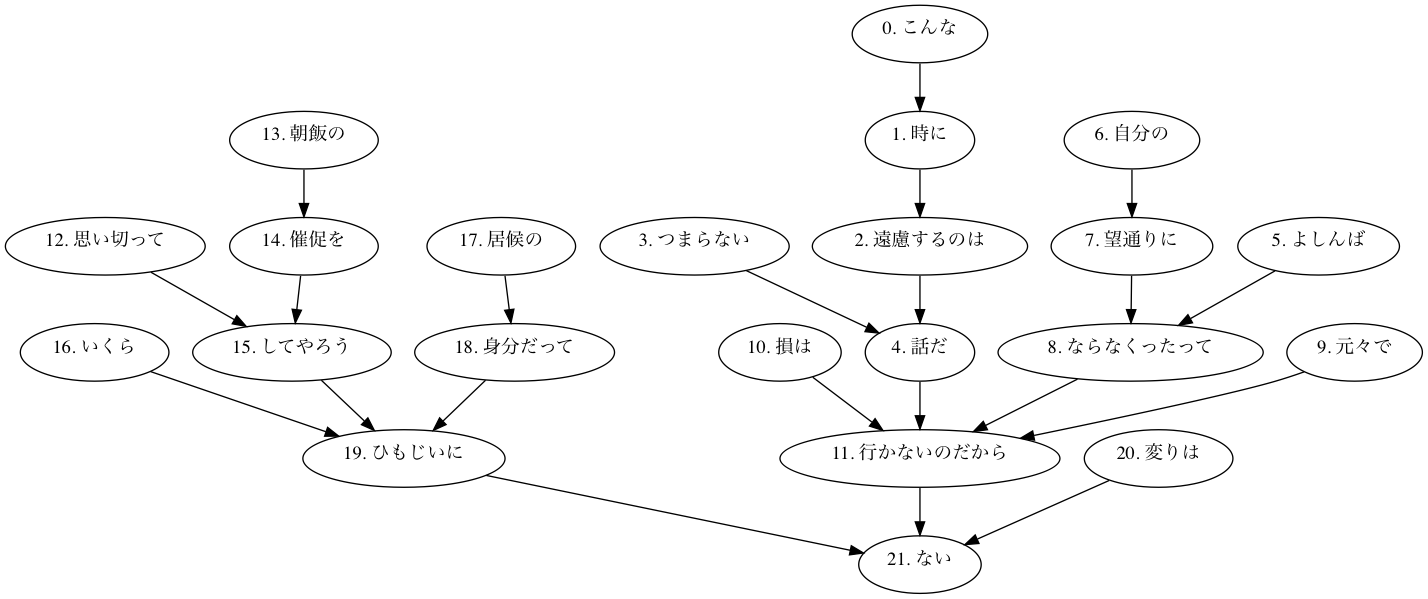 0. こんな
13. 朝飯の
1. 時に
6. 自分の
12. 思い切って
14. 催促を
17. 居候の
3. つまらない
2. 遠慮するのは
7. 望通りに
5. よしんば
16. いくら
15. してやろう
18. 身分だって
10. 損は
4. 話だ
8. ならなくったって
9. 元々で
19. ひもじいに
11. 行かないのだから
20. 変りは
21. ない